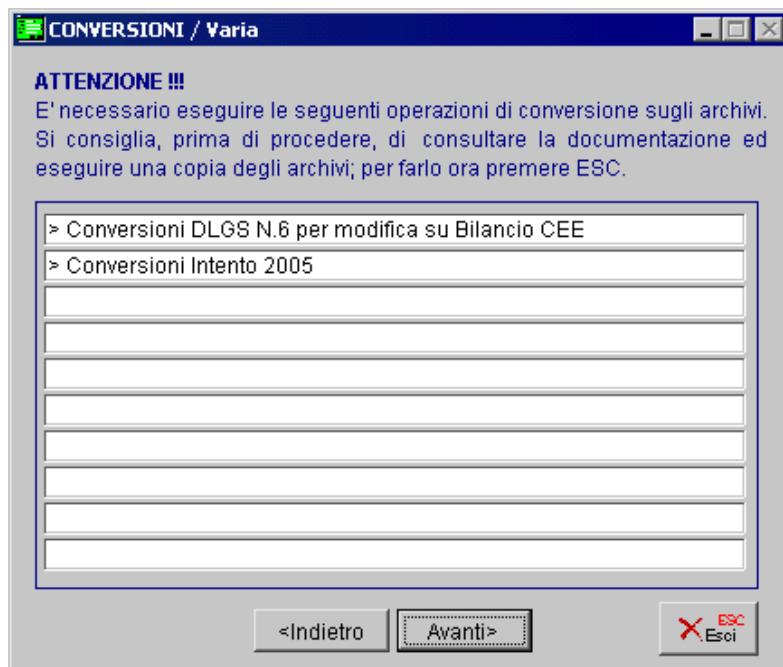 CONVERSIONI / Varia
ATTENZIONE !!!
E' necessario eseguire le seguenti operazioni di conversione sugli archivi.
Si consiglia, prima di procedere, di consultare la documentazione ed
eseguire una copia degli archivi; per farlo ora premere ESC.
> Conversioni DLGS N.6 per modifica su Bilancio CEE
> Conversioni Intento 2005
<Indietro
Avanti>
ESC
Esci